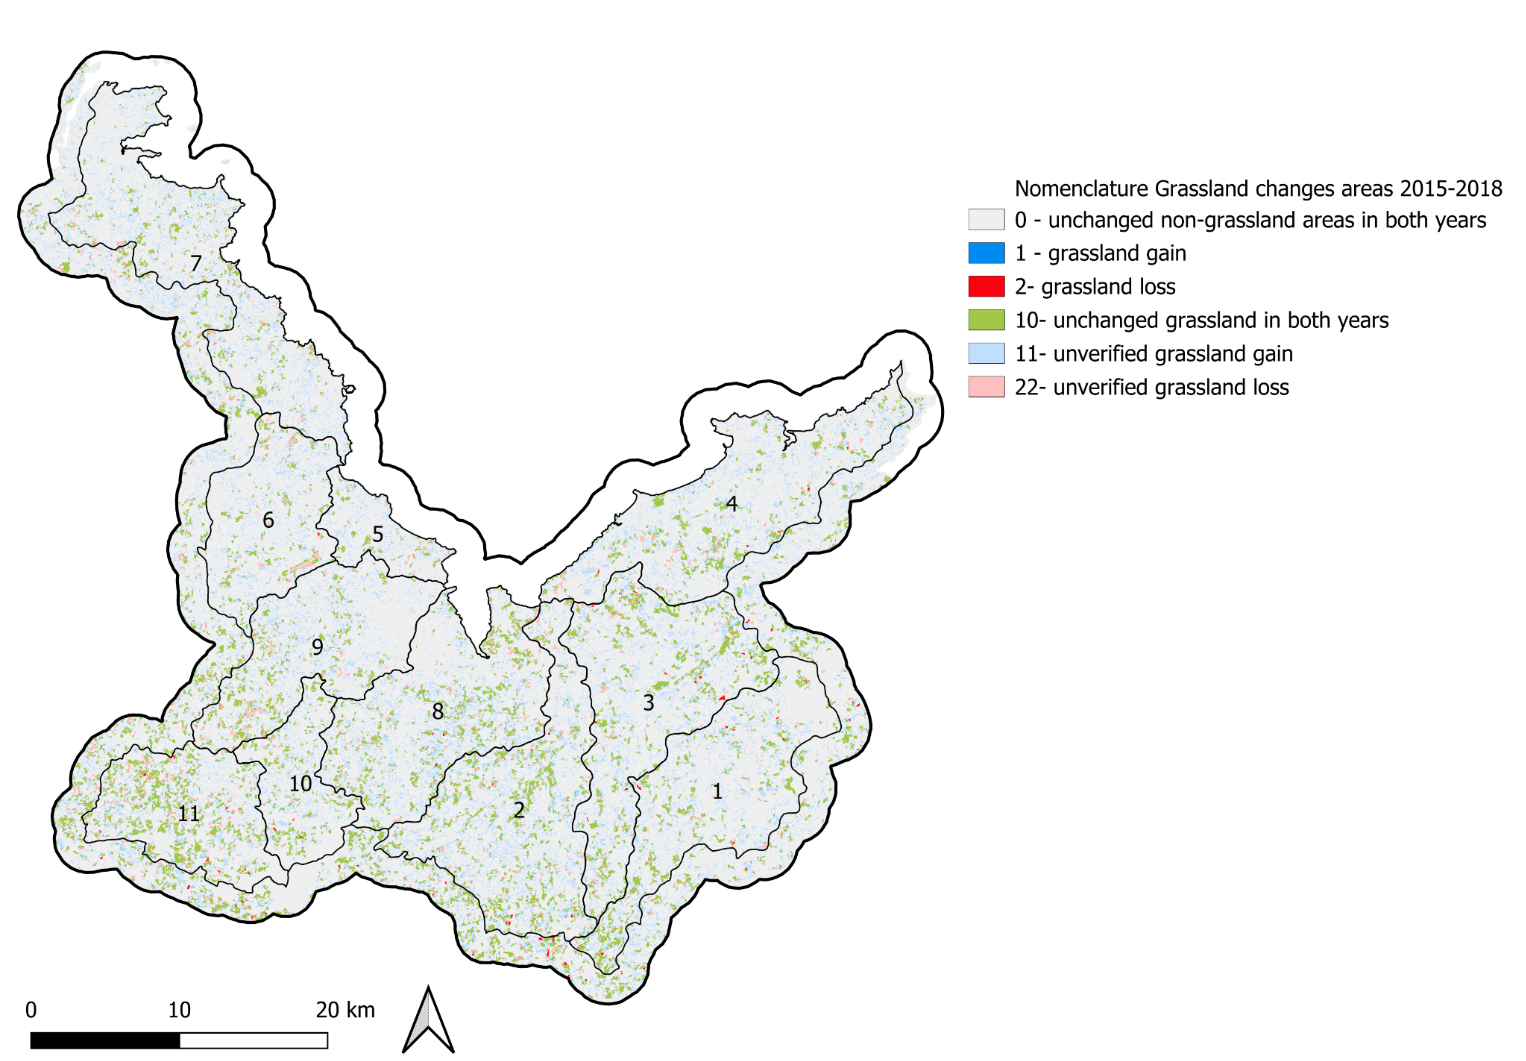 Nomenclature Grassland changes areas 2015-2018
0 - unchanged non-grassland areas in both years
1 - grassland gain
2- grassland loss
10- unchanged grassland in both years
11- unverified grassland gain
22- unverified grassland loss
7
4
6
5
9
3
8
10
1
2
11
0 10 20 km